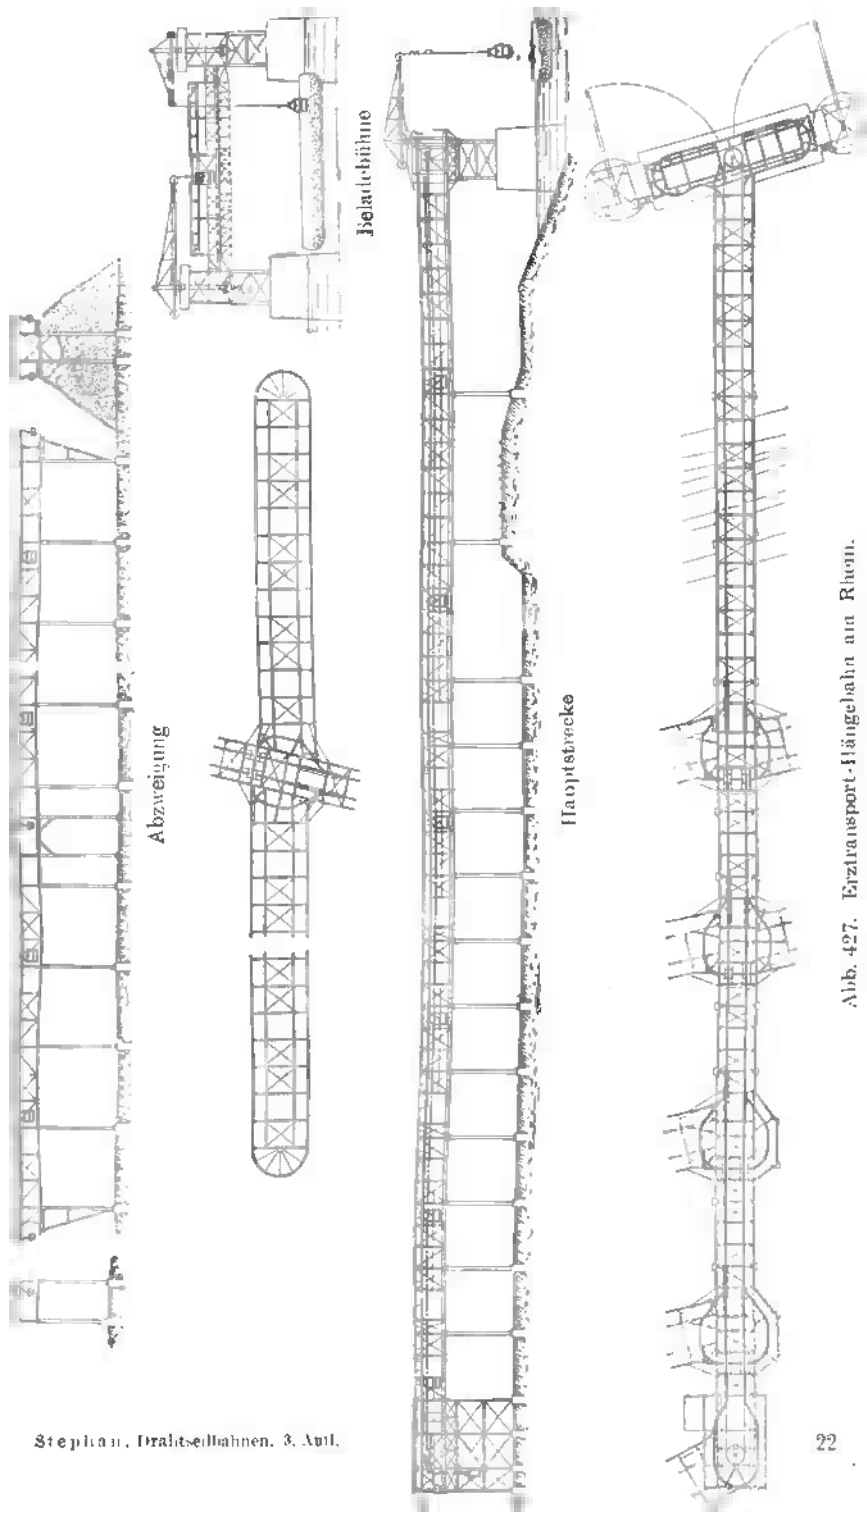 Beladebühne
Abzweigung
Hauptstrecke
Abb. 427. Erztransport-Hängebahn am Rhein.
Stephan, Drahtseilbahnen. 3. Aufl.
22